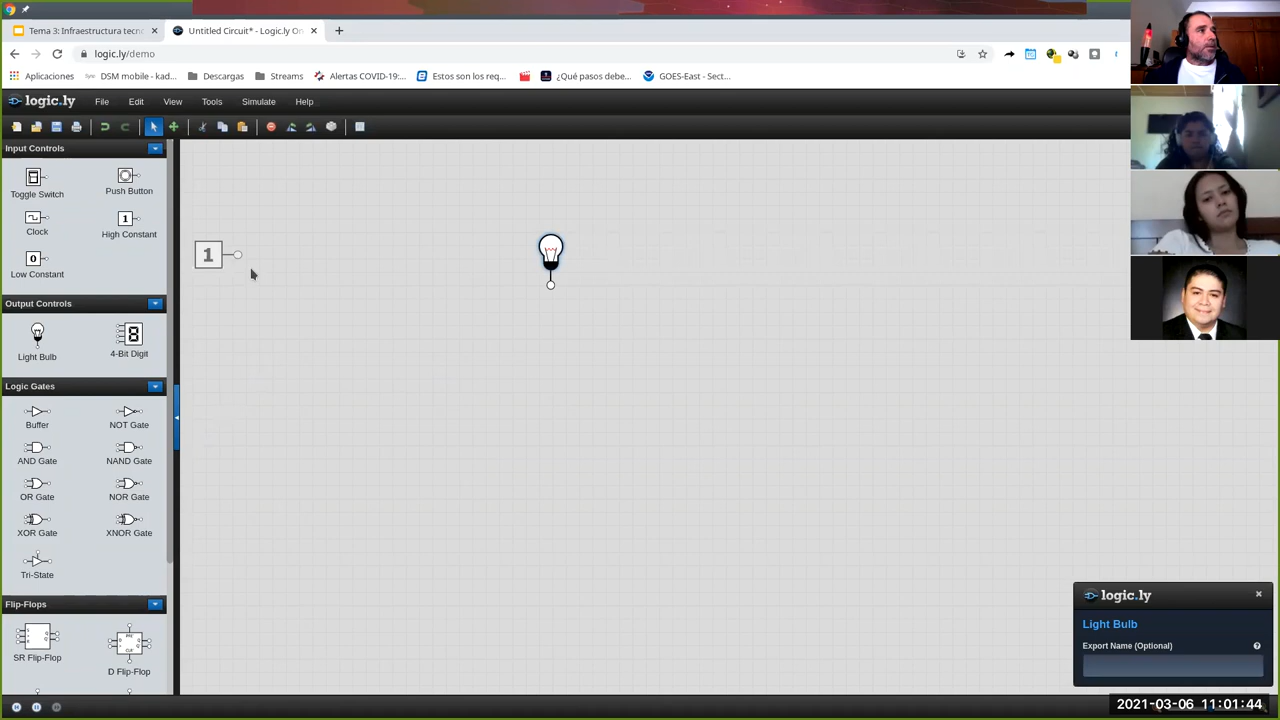 Tema 3: Infraestructura tecn
Untitled Circuit* - Logic.ly On
logic.ly/demo
Aplicaciones
DSM mobile - kad...
Descargas
Streams
Alertas COVID-19:...
Estos son los req...
¿Qué pasos debe...
GOES-East - Sect...
logic.ly
File
Edit
View
Tools
Simulate
Help
Input Controls
Toggle Switch
Push Button
Clock
1
High Constant
0
Low Constant
1
Output Controls
Light Bulb
8
4-Bit Digit
Logic Gates
Buffer
NOT Gate
AND Gate
NAND Gate
OR Gate
NOR Gate
XOR Gate
XNOR Gate
Tri-State
Flip-Flops
SR Flip-Flop
D Flip-Flop
logic.ly
Light Bulb
Export Name (Optional)
2021-03-06 11:01:44